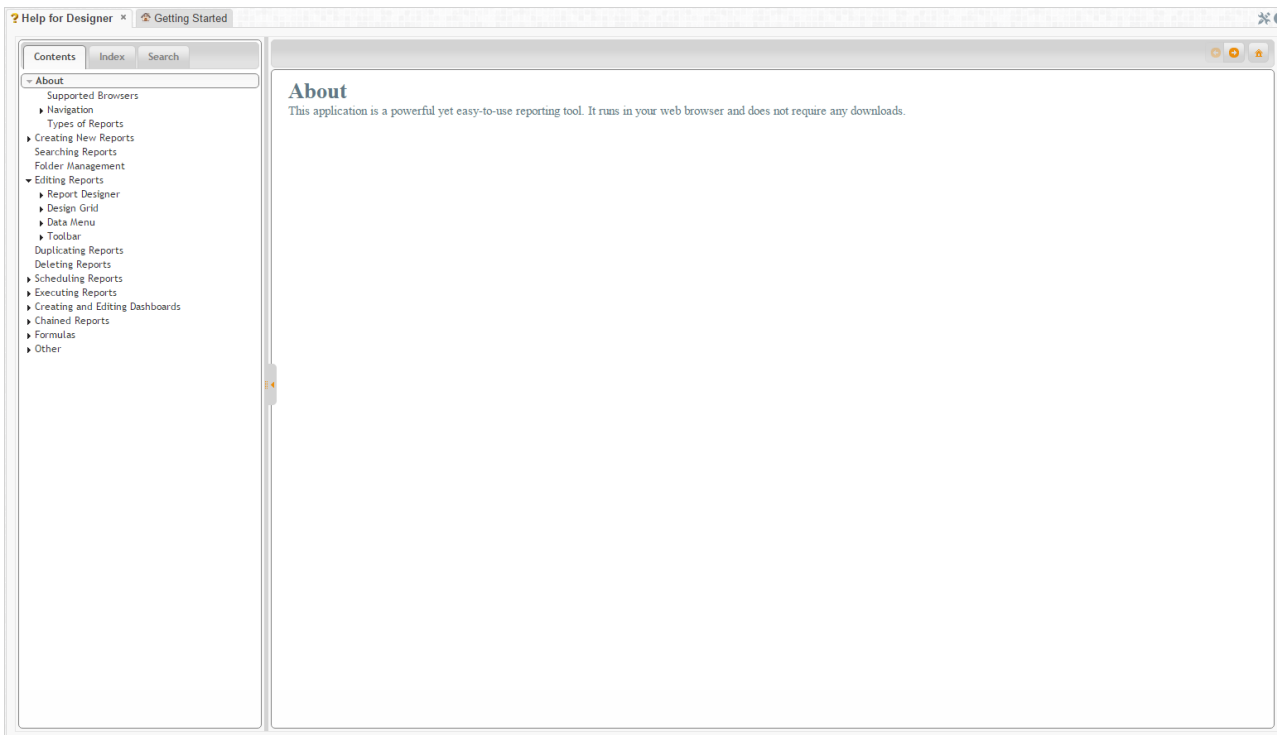 Help for Designer × Getting Started
Contents Index Search
About
Supported Browsers
Navigation
Types of Reports
Creating New Reports
Searching Reports
Folder Management
Editing Reports
Report Designer
Design Grid
Data Menu
Toolbar
Duplicating Reports
Deleting Reports
Scheduling Reports
Executing Reports
Creating and Editing Dashboards
Chained Reports
Formulas
Other
About
This application is a powerful yet easy-to-use reporting tool. It runs in your web browser and does not require any downloads.